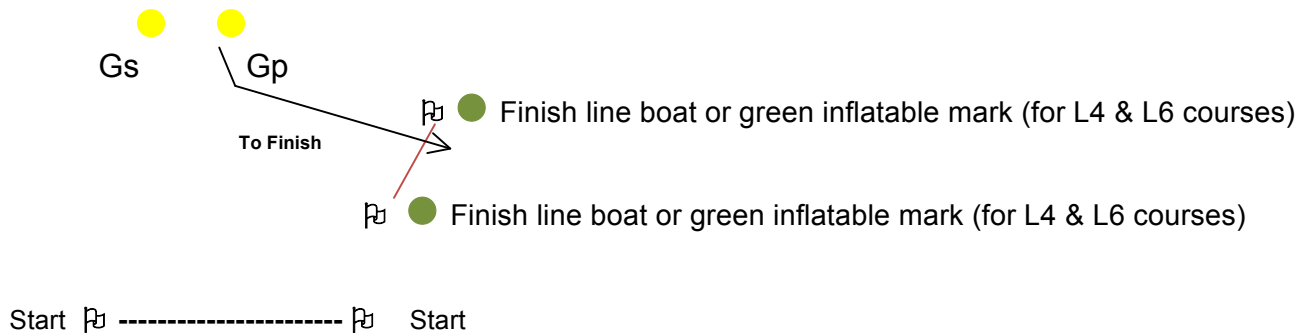 Gs Gp
Finish line boat or green inflatable mark (for L4 & L6 courses)
To Finish
Finish line boat or green inflatable mark (for L4 & L6 courses)
Start Start